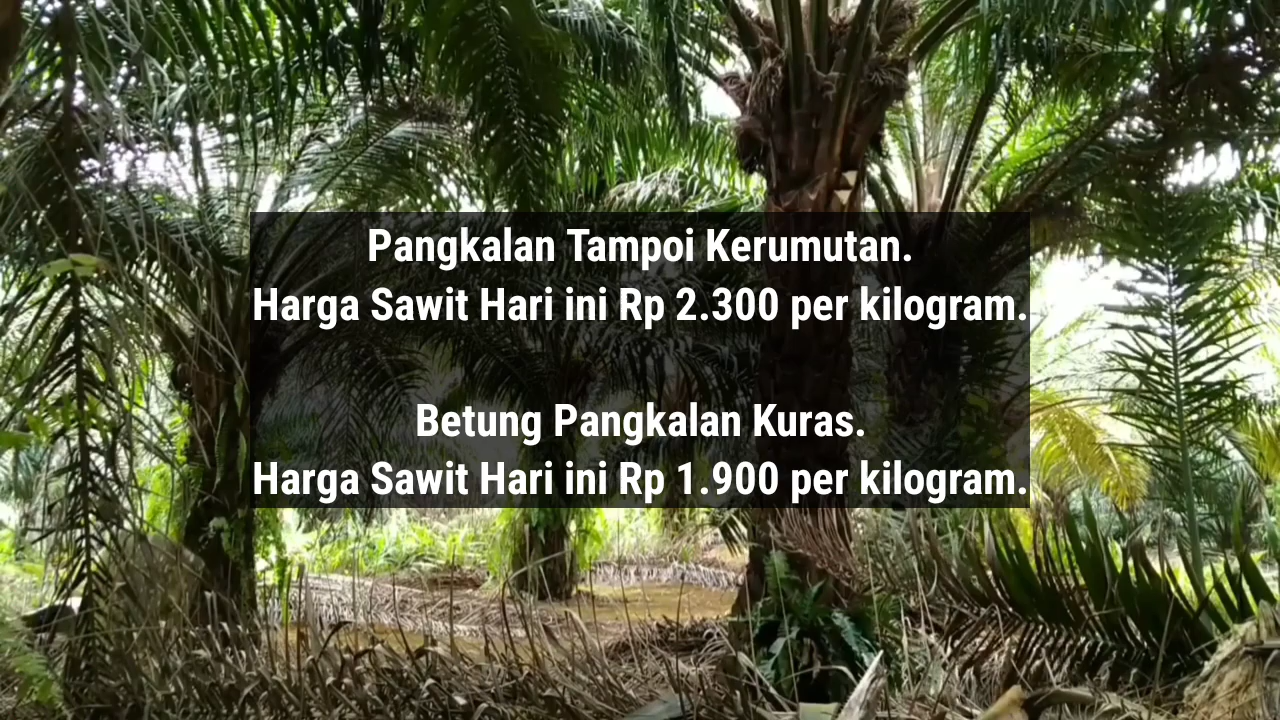 Pangkalan Tampoi Kerumutan.
Harga Sawit Hari ini Rp 2.300 per kilogram.
Betung Pangkalan Kuras.
Harga Sawit Hari ini Rp 1.900 per kilogram.